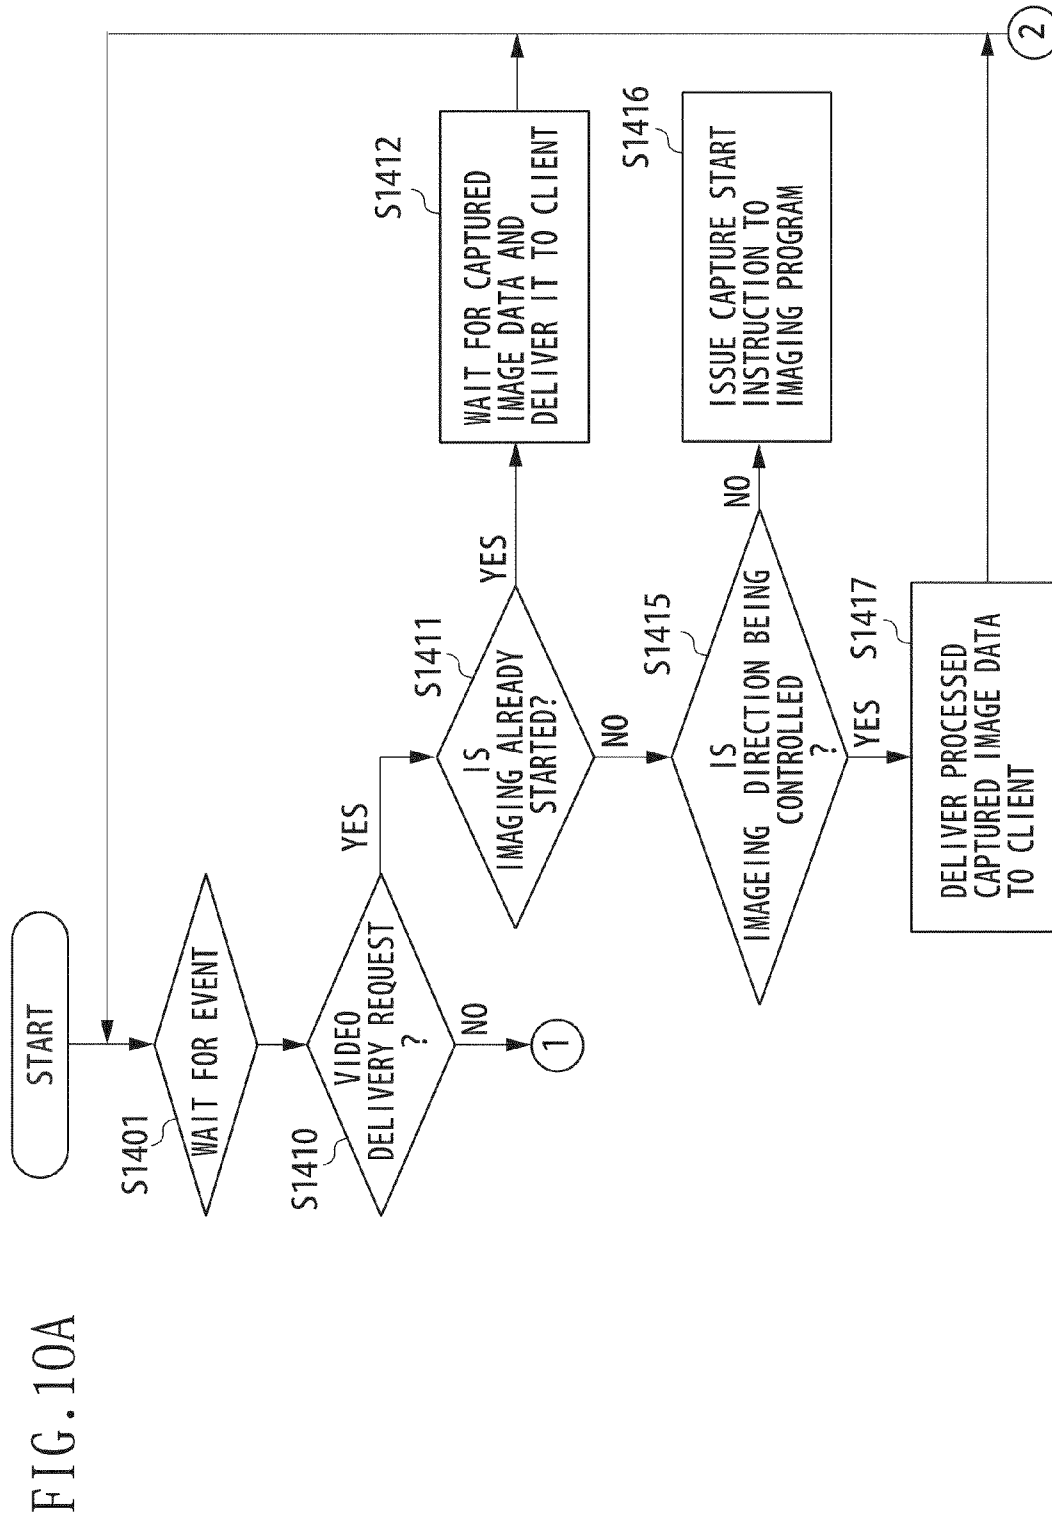 FIG. 10A
START
S1401
WAIT FOR EVENT
S1410
VIDEO
DELIVERY REQUEST
?
YES
NO
1
S1411
IS
IMAGING ALREADY
STARTED?
YES
NO
S1412
WAIT FOR CAPTURED
IMAGE DATA AND
DELIVER IT TO CLIENT
S1415
IS
IMAGEING DIRECTION BEING
CONTROLLED
?
NO
YES
S1416
ISSUE CAPTURE START
INSTRUCTION TO
IMAGING PROGRAM
S1417
DELIVER PROCESSED
CAPTURED IMAGE DATA
TO CLIENT
2